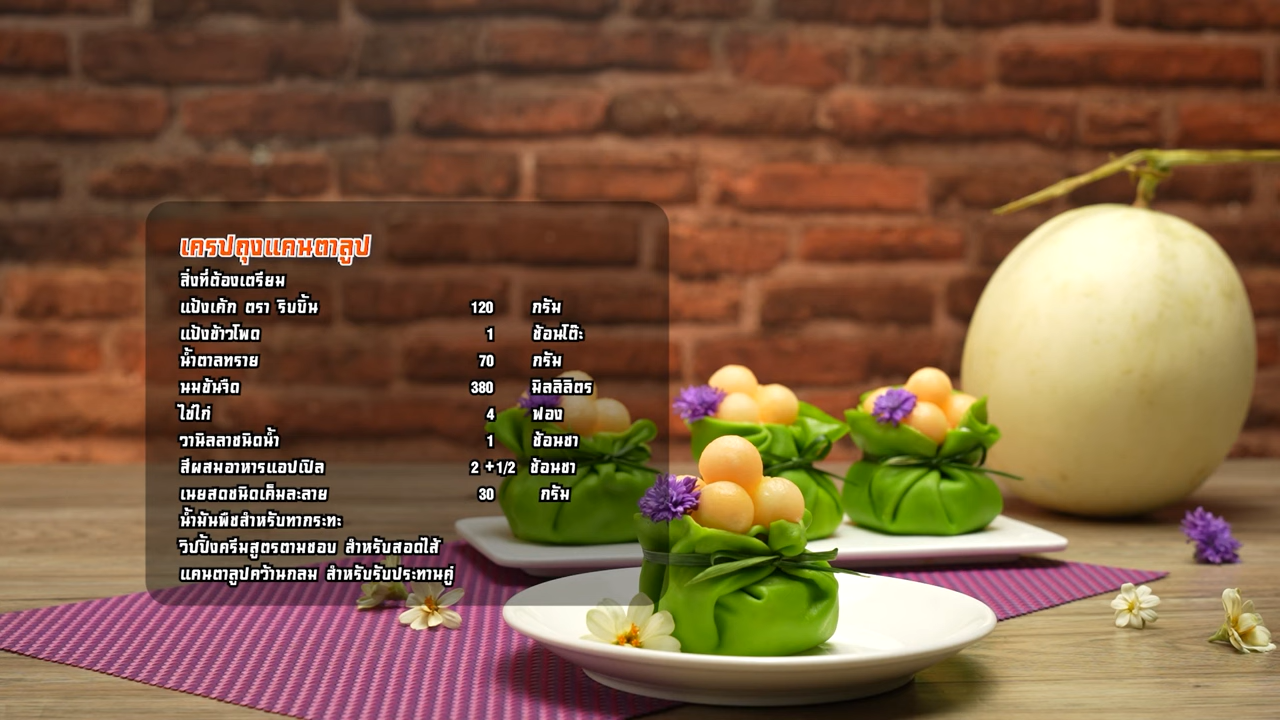 เครปถุงแคนตาลูป
สิ่งที่ต้องเตรียม
แป้งเค้ก ตรา ริบบิ้น 120 กรัม
แป้งข้าวโพด 1 ช้อนโต๊ะ
น้ำตาลทราย 70 กรัม
นมข้นจืด 380 มิลลิลิตร
ไข่ไก่ 4 ฟอง
วานิลลาชนิดน้ำ 1 ช้อนชา
สีผสมอาหารแอปเปิล 2 +1/2 ช้อนชา
เนยสดชนิดเค็มละลาย 30 กรัม
น้ำมันพืชสำหรับทากระทะ
วิปปิ้งครีมสูตรตามชอบ สำหรับสอดไส้
แคนตาลูปคว้านกลม สำหรับรับประทานคู่